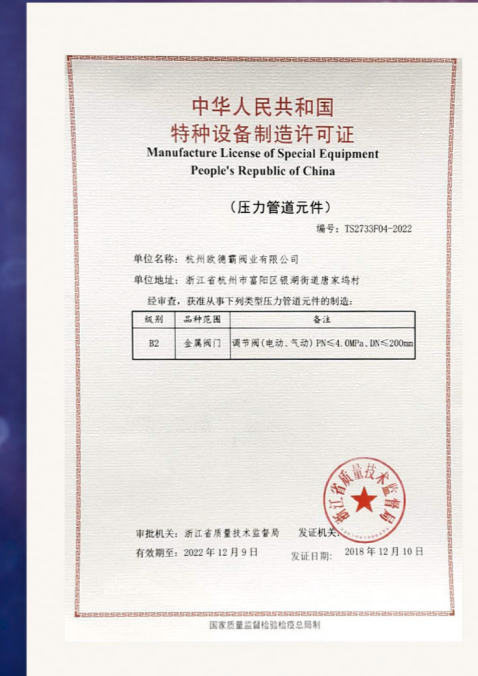 中华人民共和国
特种设备制造许可证
Manufacture License of Special Equipment
People's Republic of China
(压力管道元件)
编号：TS2733F04-2022
单位名称：杭州欧德霸阀业有限公司
单位地址：浙江省杭州市富阳区银湖街道唐家坞村
经审查，获准从事下列类型压力管道元件的制造：
级别 品种范围 备注
B2 金属阀门 调节阀(电动、气动)PN≤4.0MPa、DN≤200mm
浙江省质量技术监督局
审批机关：浙江省质量技术监督局 发证机关：
有效期至：2022年12月9日 发证日期：2018年12月10日
国家质量监督检验检疫总局制